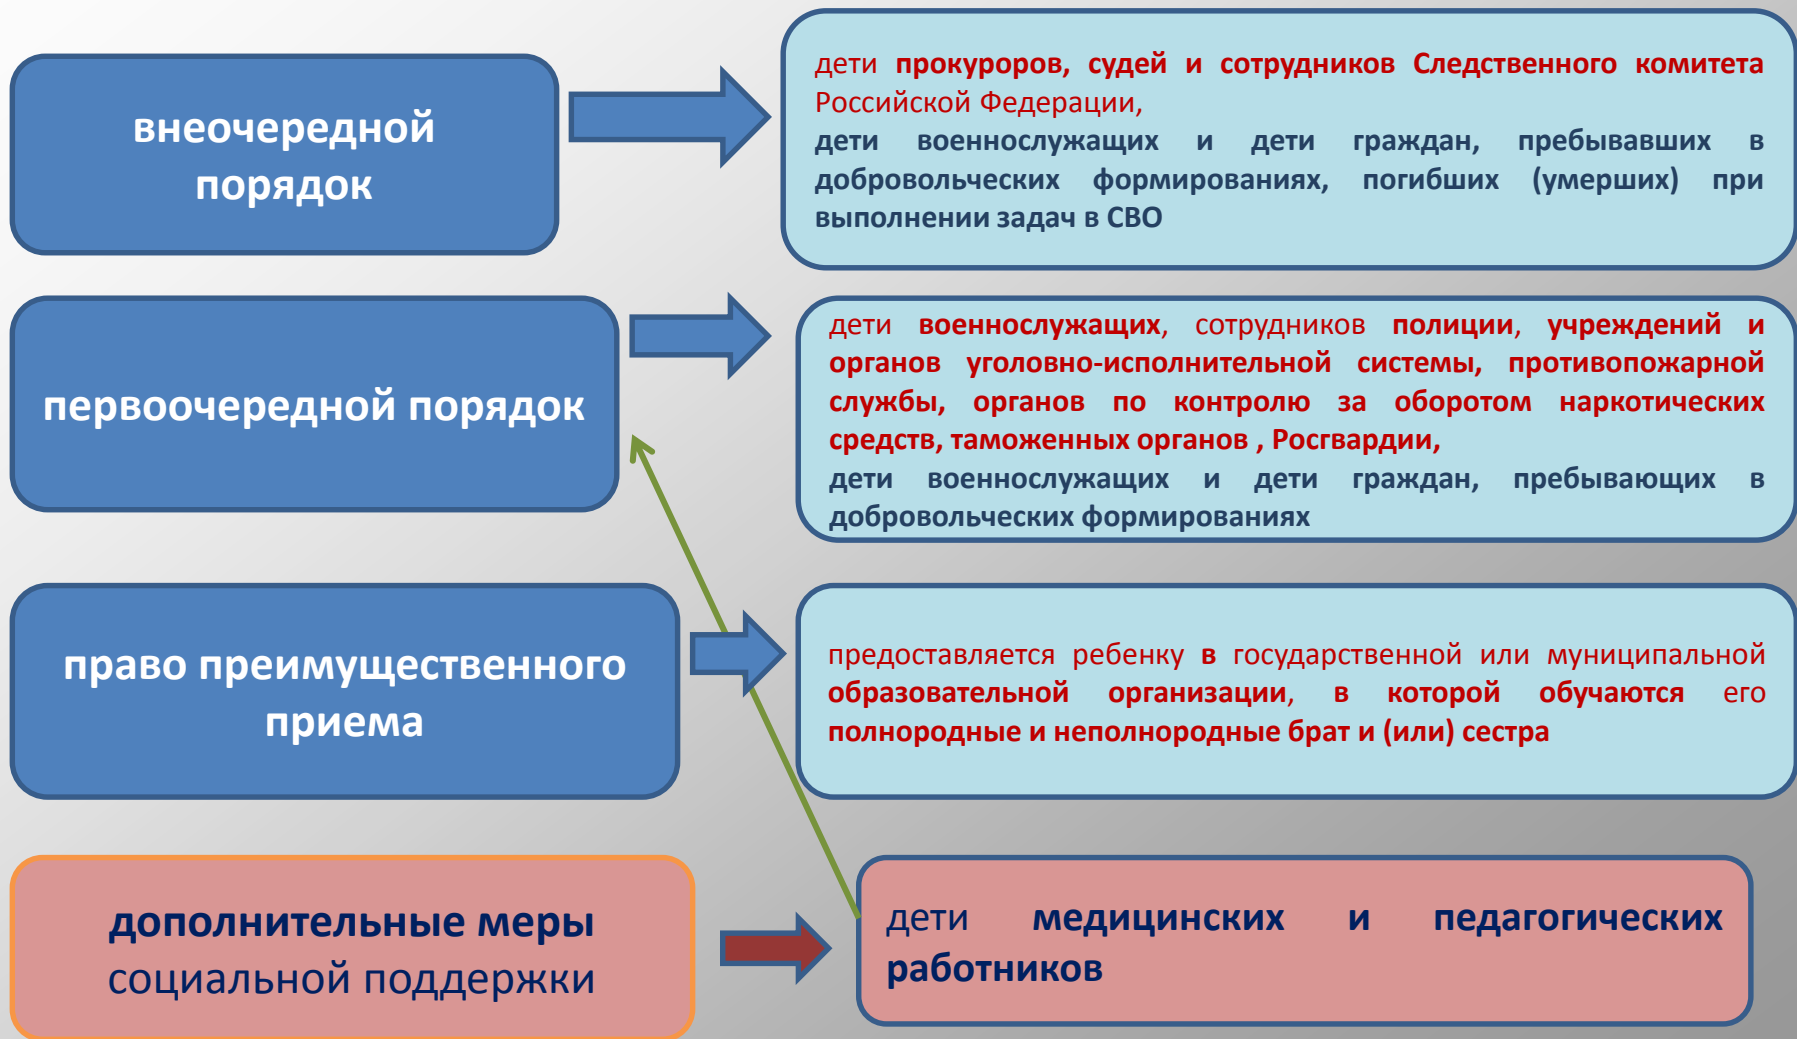 внеочередной
порядок
дети прокуроров, судей и сотрудников Следственного комитета
Российской Федерации,
дети военнослужащих и дети граждан, пребывавших в
добровольческих формированиях, погибших (умерших) при
выполнении задач в СВО
первоочередной порядок
дети военнослужащих, сотрудников полиции, учреждений и
органов уголовно-исполнительной системы, противопожарной
службы, органов по контролю за оборотом наркотических
средств, таможенных органов , Росгвардии,
дети военнослужащих и дети граждан, пребывающих в
добровольческих формированиях
право преимущественного
приема
предоставляется ребенку в государственной или муниципальной
образовательной организации, в которой обучаются его
полнородные и неполнородные брат и (или) сестра
дополнительные меры
социальной поддержки
дети медицинских и педагогических
работников